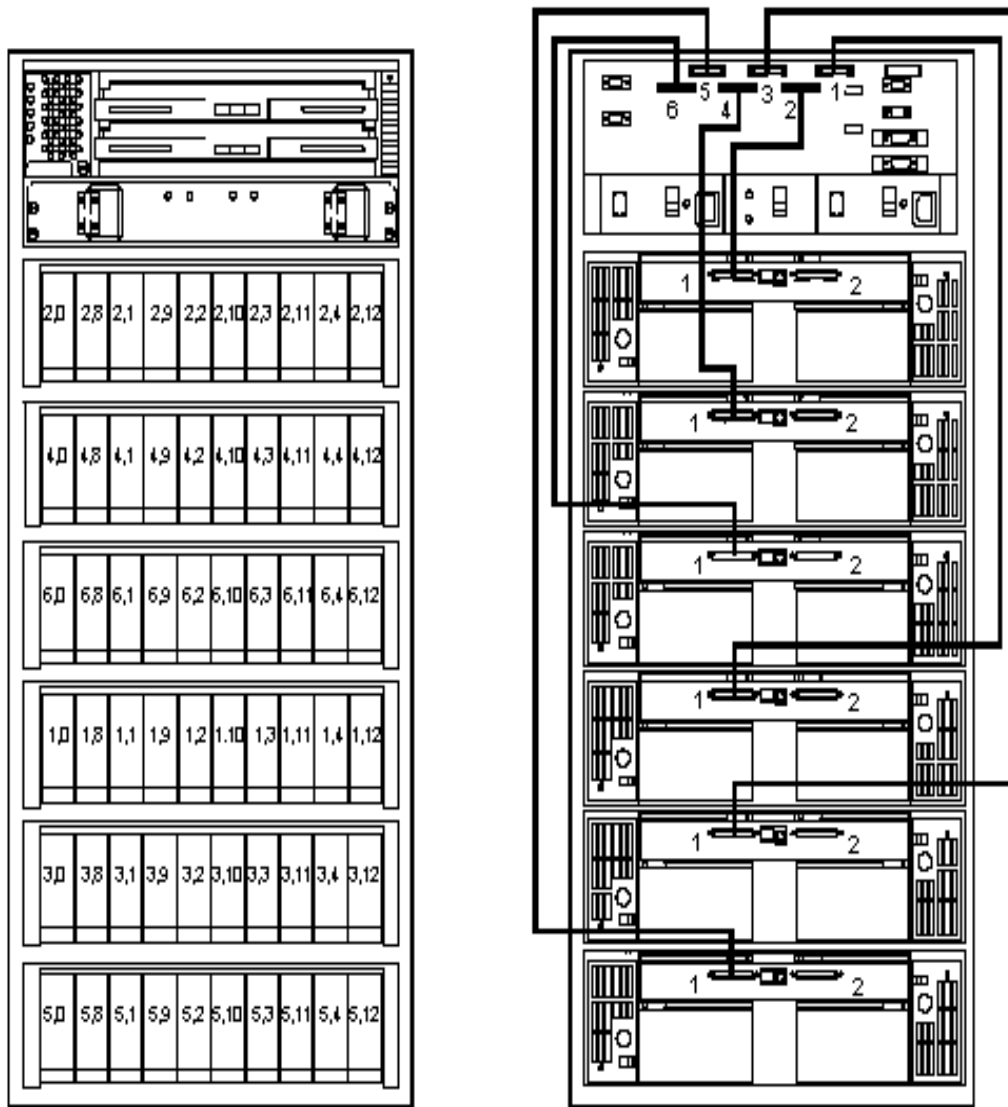 5 3 1
6 4 2
2,0 2,8 2,1 2,9 2,2 2,10 2,3 2,11 2,4 2,12
1 2
4,0 4,8 4,1 4,9 4,2 4,10 4,3 4,11 4,4 4,12
1 2
6,0 6,8 6,1 6,9 6,2 6,10 6,3 6,11 6,4 6,12
1 2
1,0 1,8 1,1 1,9 1,2 1.10 1,3 1,11 1,4 1,12
1 2
3,0 3,8 3,1 3,9 3,2 3,10 3,3 3,11 3,4 3,12
1 2
5,0 5,8 5,1 5,9 5,2 5,10 5,3 5,11 5,4 5,12
1 2